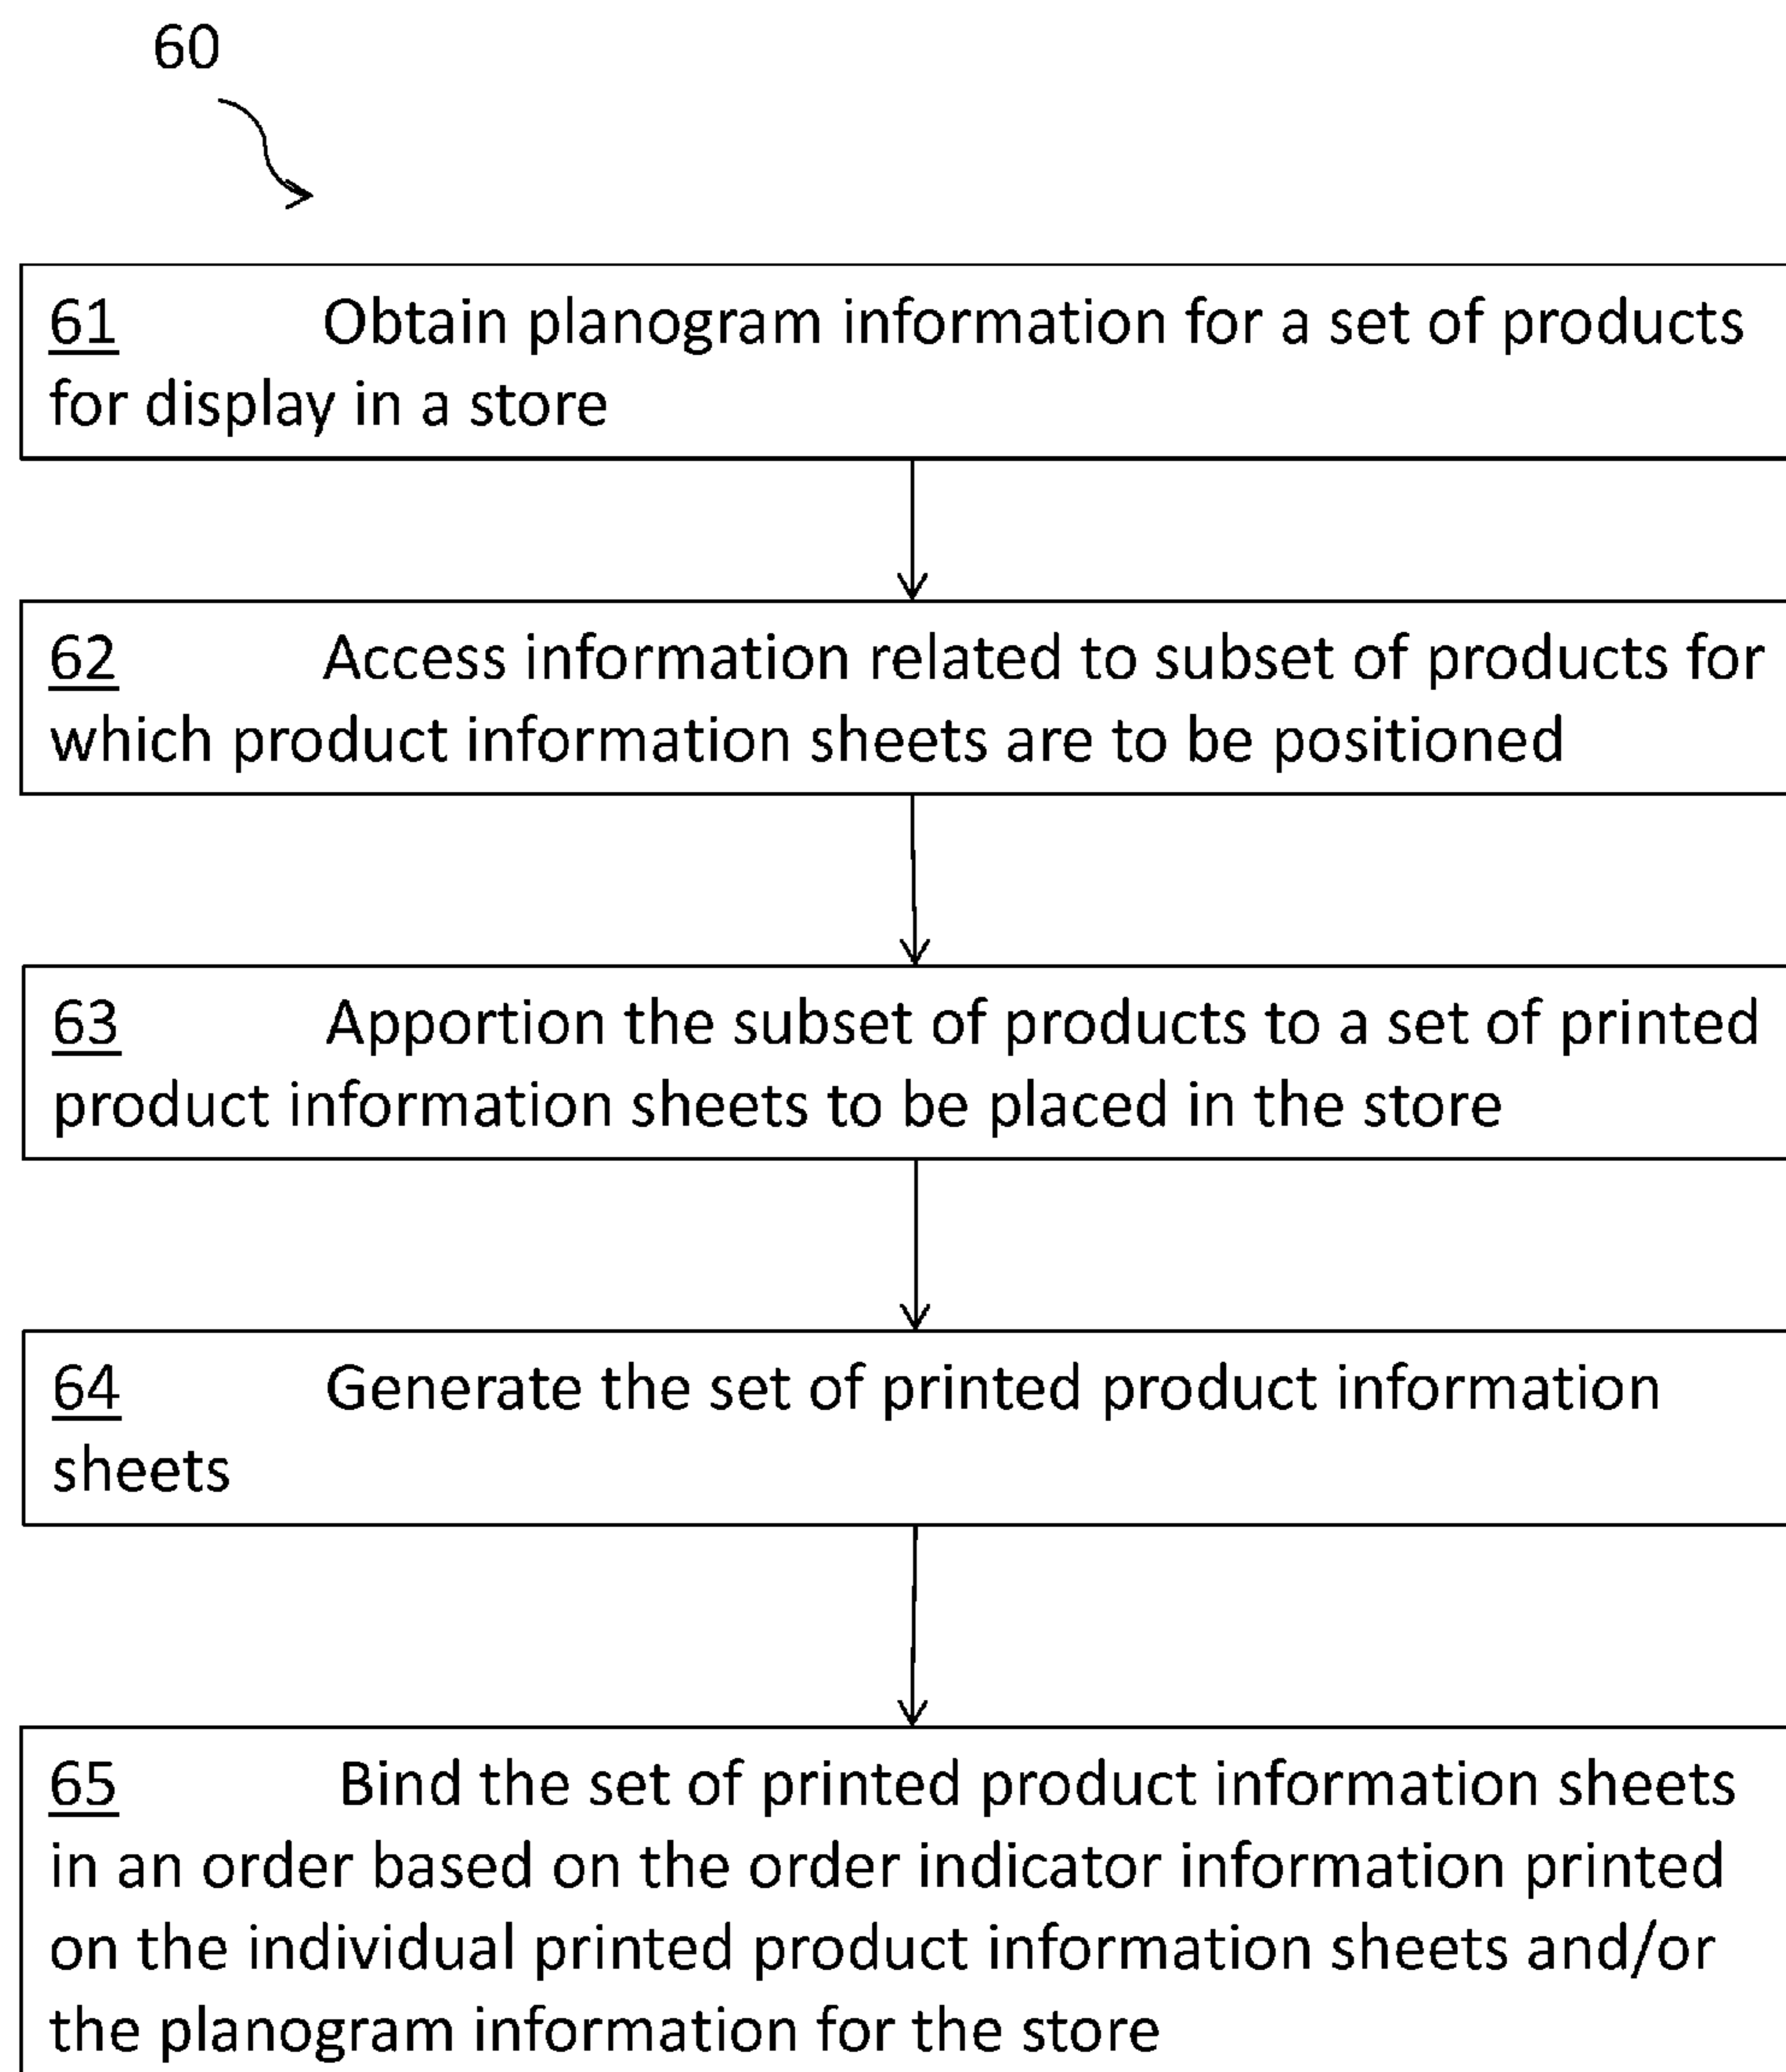 60
61 Obtain planogram information for a set of products
for display in a store
62 Access information related to subset of products for
which product information sheets are to be positioned
63 Apportion the subset of products to a set of printed
product information sheets to be placed in the store
64 Generate the set of printed product information
sheets
65 Bind the set of printed product information sheets
in an order based on the order indicator information printed
on the individual printed product information sheets and/or
the planogram information for the store